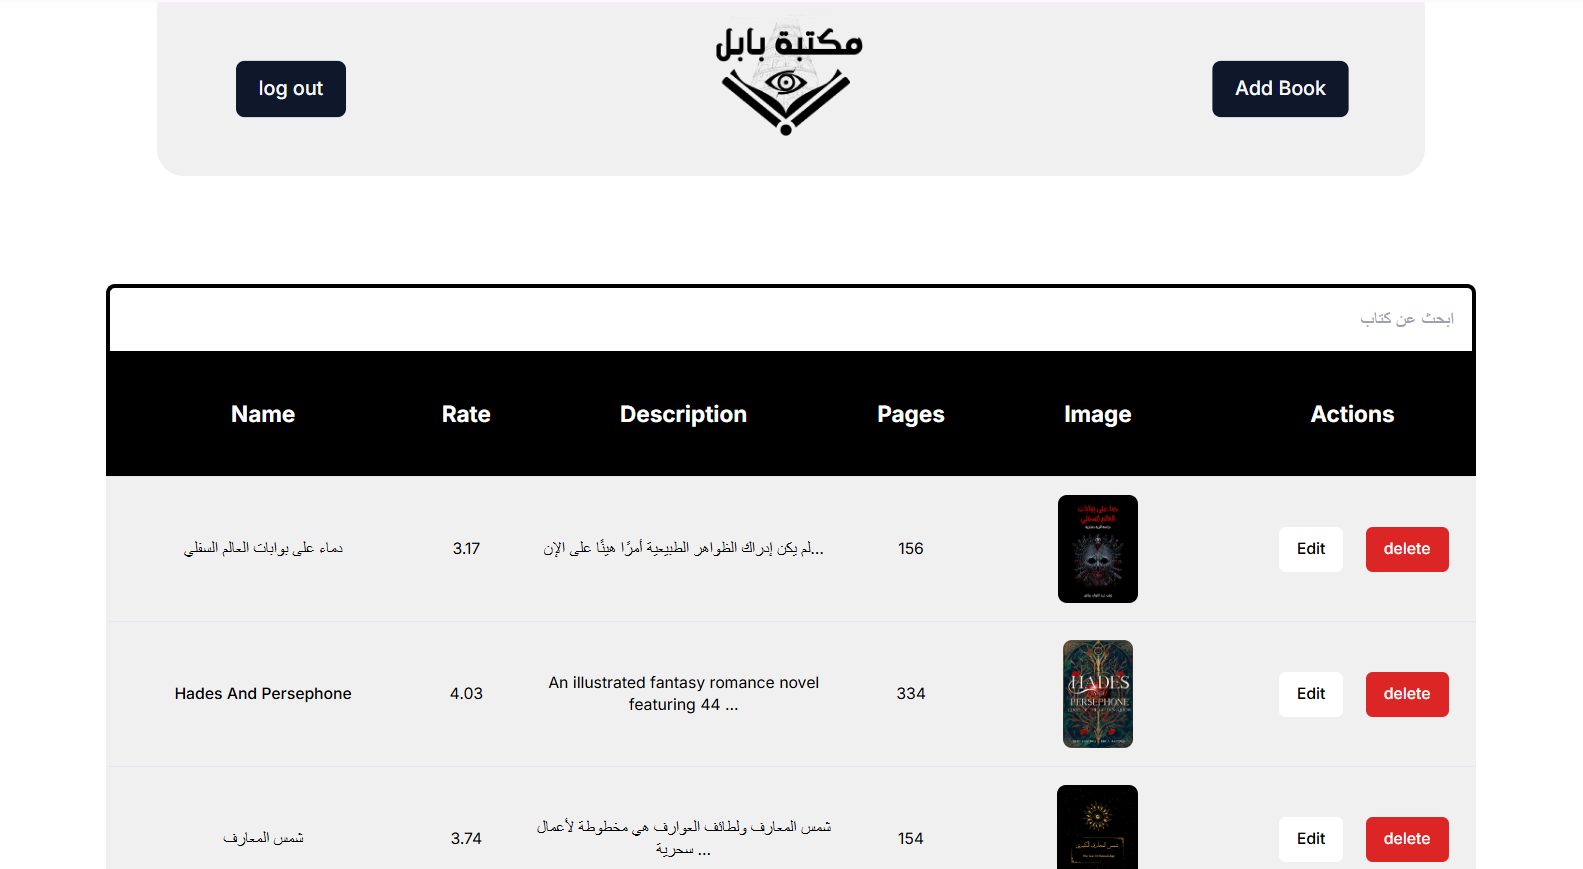 log out
مكتبة بابل
Add Book
ابحث عن كتاب
Name Rate Description Pages Image Actions
دماء على بوابات العالم السفلي
3.17
لم يكن إدراك الظواهر الطبيعية أمرًا هينًا على الإن...
156
دماء على بوابات
العالم السفلي
Edit
delete
Hades And Persephone
4.03
An illustrated fantasy romance novel
featuring 44 ...
334
HADES
AND
PERSEPHONE
Edit
delete
شمس المعارف
3.74
شمس المعارف ولطائف العوارف هي مخطوطة لأعمال
سحرية ...
154
شمس المعارف الكبرى
Edit
delete